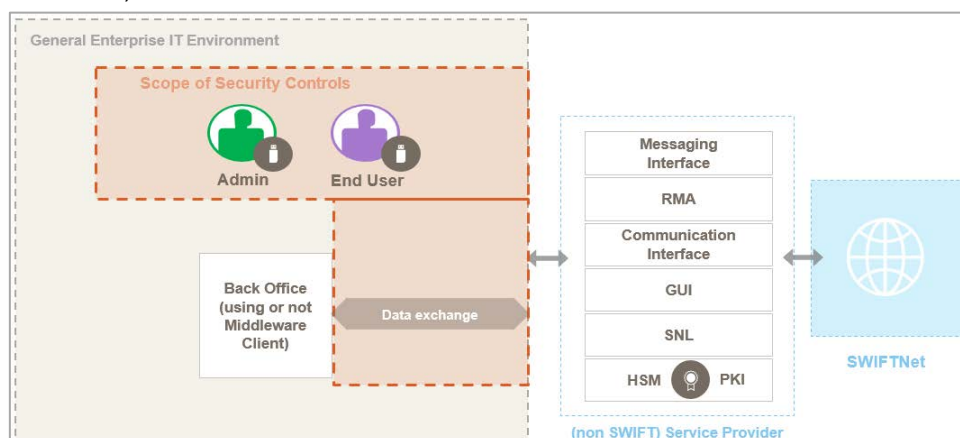 General Enterprise IT Environment
Scope of Security Controls
Admin
End User
Back Office
(using or not
Middleware
Client)
Data exchange
Messaging
Interface
RMA
Communication
Interface
GUI
SNL
HSM PKI
(non SWIFT) Service Provider
SWIFTNet